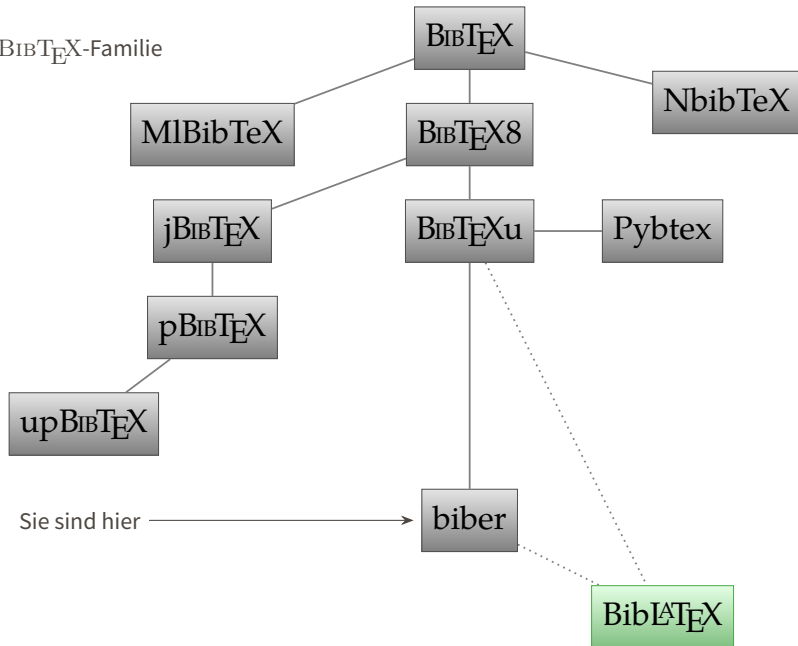 BIBTEX
BIBTEX-Familie
NbibTeX
MlBibTeX
BIBTEX8
jBIBTEX
BIBTEXu
Pybtex
pBIBTEX
upBIBTEX
Sie sind hier
biber
BibLATEX